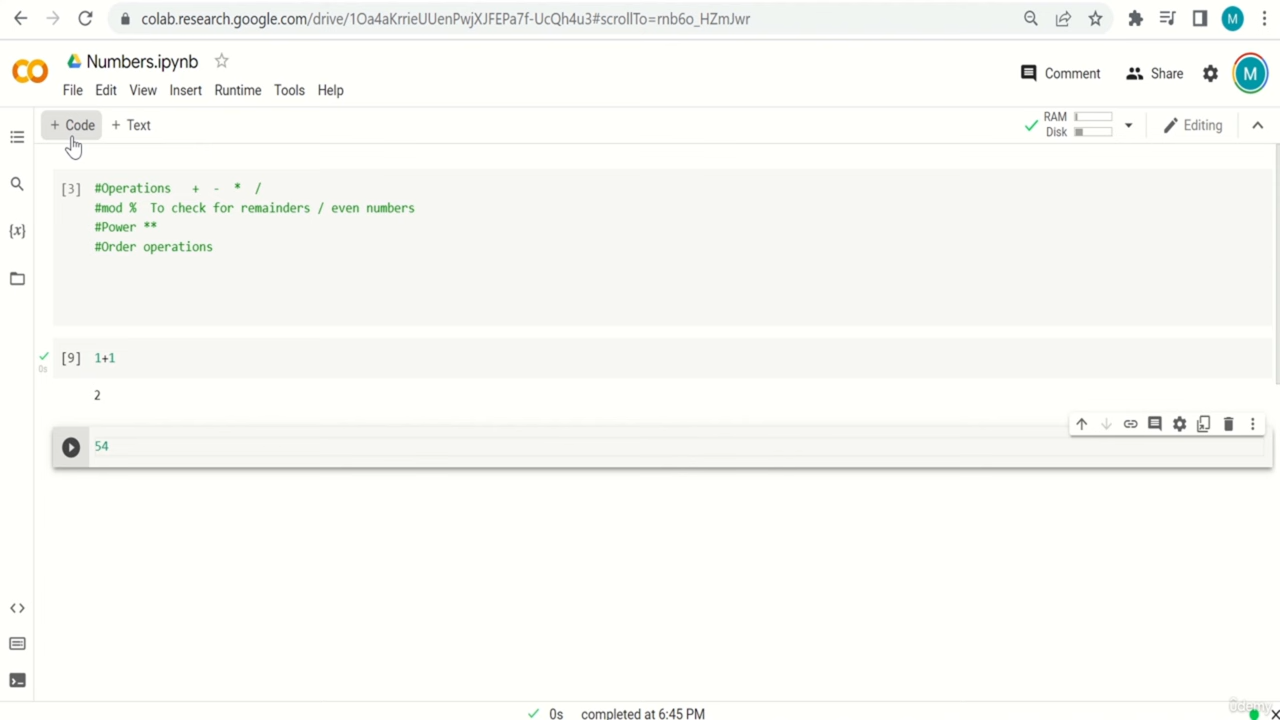 colab.research.google.com/drive/1Oa4aKrrieUUenPwjXJFEPa7f-UcQh4u3#scrollTo=rnb6o_HZmJwr
M
Numbers.ipynb
File Edit View Insert Runtime Tools Help
Comment Share M
+ Code + Text
RAM
Disk
Editing
[3] #Operations + - * /
#mod % To check for remainders / even numbers
#Power **
#Order operations
{x}
[9] 1+1
0s
2
54
0s completed at 6:45 PM
ûdemy